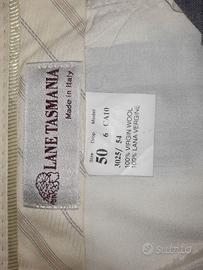 LANE TASMANIA
Made in Italy
Size Drop Model
50 6 CA10
3025/ 54
100% VIRGIN WOOL
100% LANA VERGINE
Subito